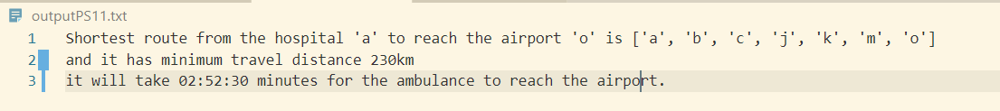 outputPS11.txt
1 Shortest route from the hospital 'a' to reach the airport 'o' is ['a', 'b', 'c', 'j', 'k', 'm', 'o']
2 and it has minimum travel distance 230km
3 it will take 02:52:30 minutes for the ambulance to reach the airport.